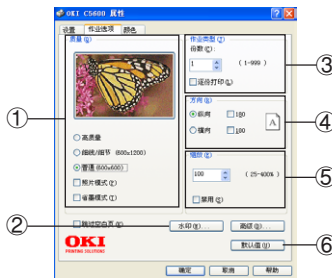 OKI C5600 属性
设置 作业选项 颜色
质量(Q)
高质量
细线/细节 (600x1200)
普通(600x600)
照片模式(P)
省墨模式(T)
跳过空白页
OKI
PRINTING SOLUTIONS
作业类型(J)
份数(C):
1 (1-999)
逐份打印(L)
方向(O)
纵向 180
横向 180
A
缩放(S)
100 (25-400% )
禁用(S)
水印(W)... 高级(A)...
默认值(U)
确定 取消 帮助
① ② ③ ④ ⑤ ⑥